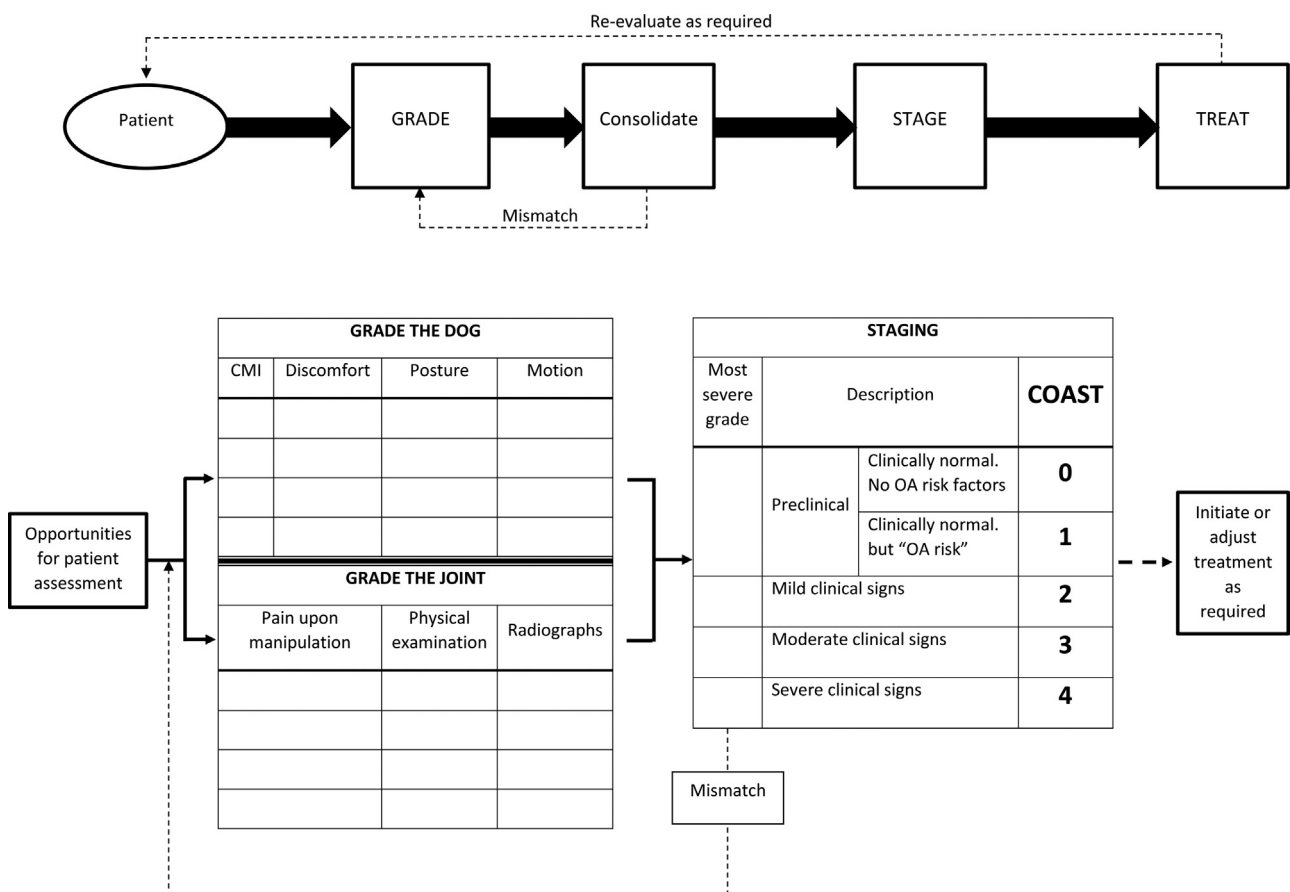 Re-evaluate as required
Patient
GRADE
Consolidate
STAGE
TREAT
Mismatch
GRADE THE DOG
CMI
Discomfort
Posture
Motion
GRADE THE JOINT
Pain upon
manipulation
Physical
examination
Radiographs
Opportunities
for patient
assessment
STAGING
Most
severe
grade
Description
COAST
Preclinical
Clinically normal.
No OA risk factors
0
Clinically normal.
but “OA risk”
1
Mild clinical signs
2
Moderate clinical signs
3
Severe clinical signs
4
Mismatch
Initiate or
adjust
treatment
as
required